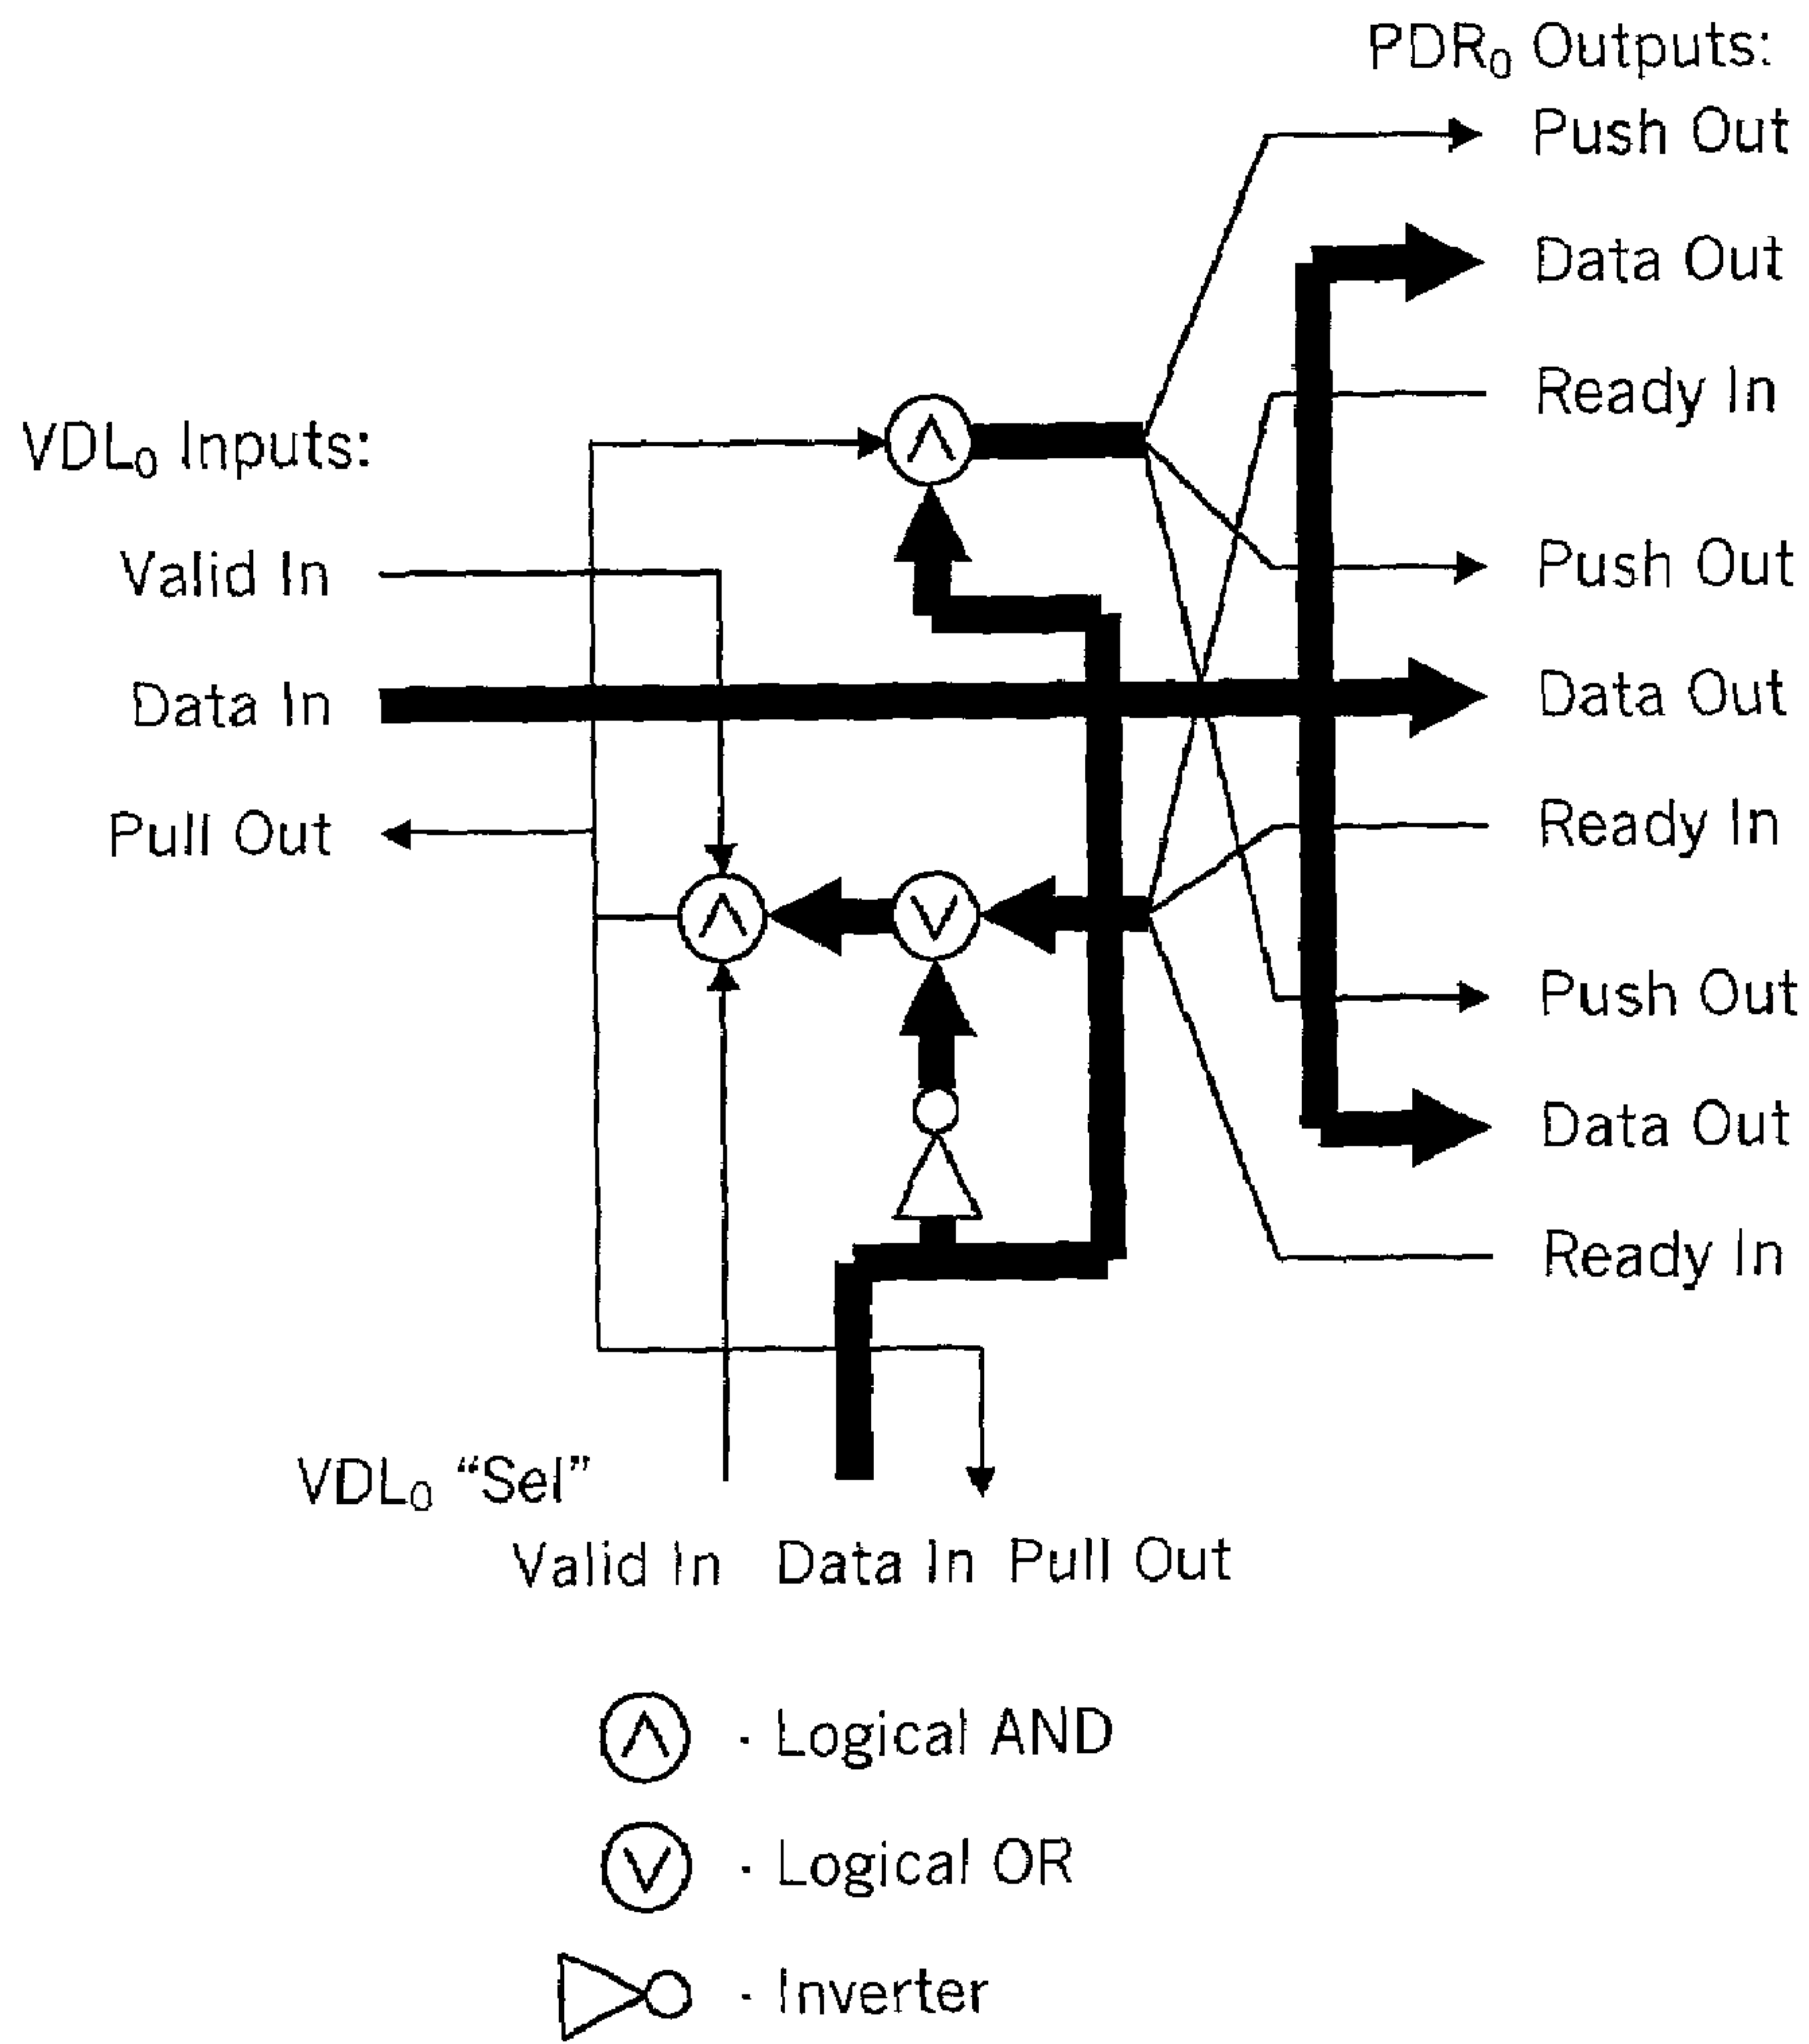 PDR₀ Outputs:
Push Out
Data Out
Ready In
VDL₀ Inputs:
Valid In
Push Out
Data In
Data Out
Pull Out
Ready In
Push Out
Data Out
Ready In
VDL₀ “Sel”
Valid In Data In Pull Out
∧ - Logical AND
∨ - Logical OR
- Inverter